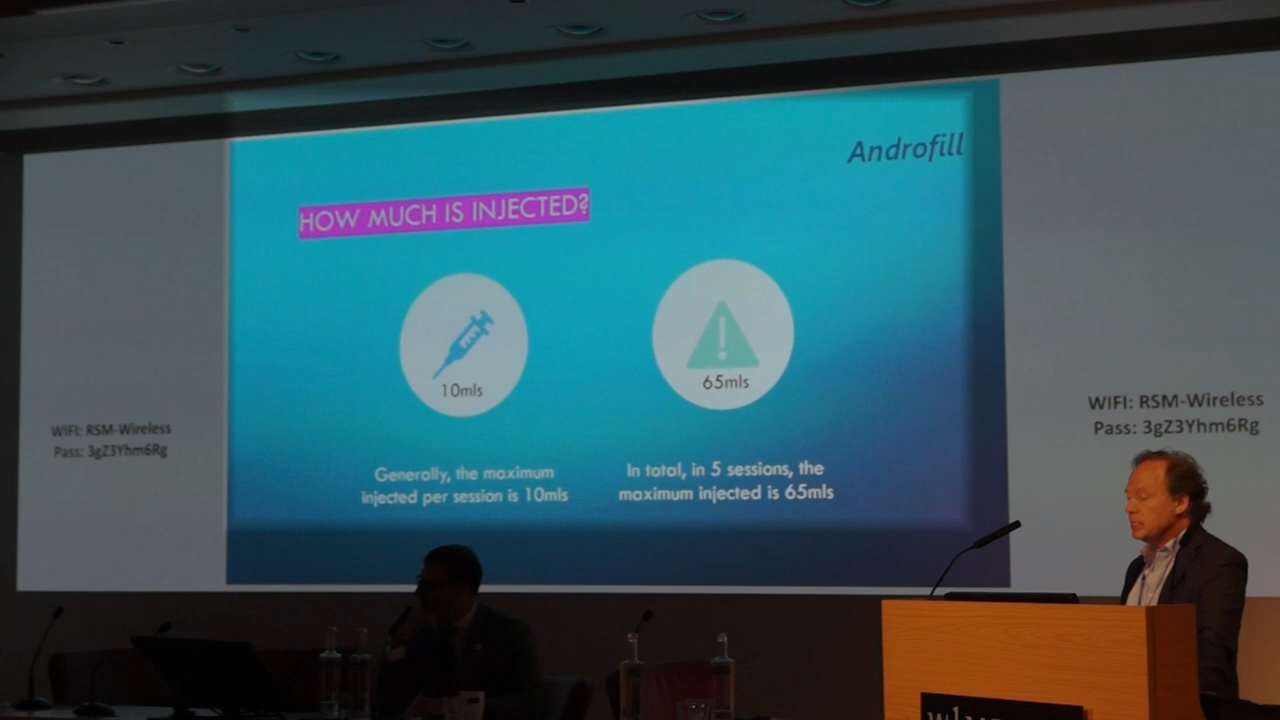 Androfill
HOW MUCH IS INJECTED?
10mls
65mls
Generally, the maximum
injected per session is 10mls
In total, in 5 sessions, the
maximum injected is 65mls
WIFI: RSM-Wireless
Pass: 3gZ3Yhm6Rg
WIFI: RSM-Wireless
Pass: 3gZ3Yhm6Rg